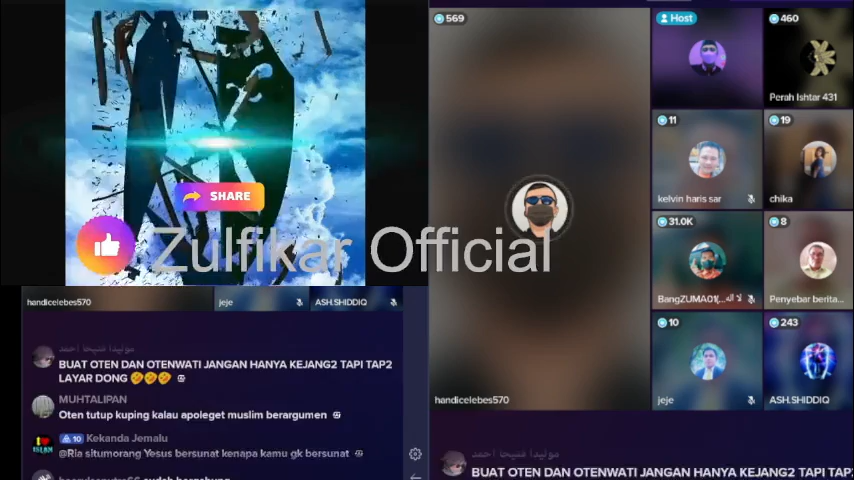 SHARE
Zulfikar Official
handicelebes570
jeje
ASH.SHIDDIQ
BUAT OTEN DAN OTENWATI JANGAN HANYA KEJANG2 TAPI TAP2
LAYAR DONG 🤣🤣🤣
MUHTALIPAN
Oten tutup kuping kalau apoleget muslim berargumen
10 Kekanda Jemalu
@Ria situmorang Yesus bersunat kenapa kamu gk bersunat
569
Host
460
Perah Ishtar 431
11
19
kelvin haris sar
chika
31.0K
8
BangZUMA01(...
Penyebar berita...
10
243
handicelebes570
jeje
ASH.SHIDDIQ
BUAT OTEN DAN OTENWATI JANGAN HANYA KEJANG2 TAPI TAP2